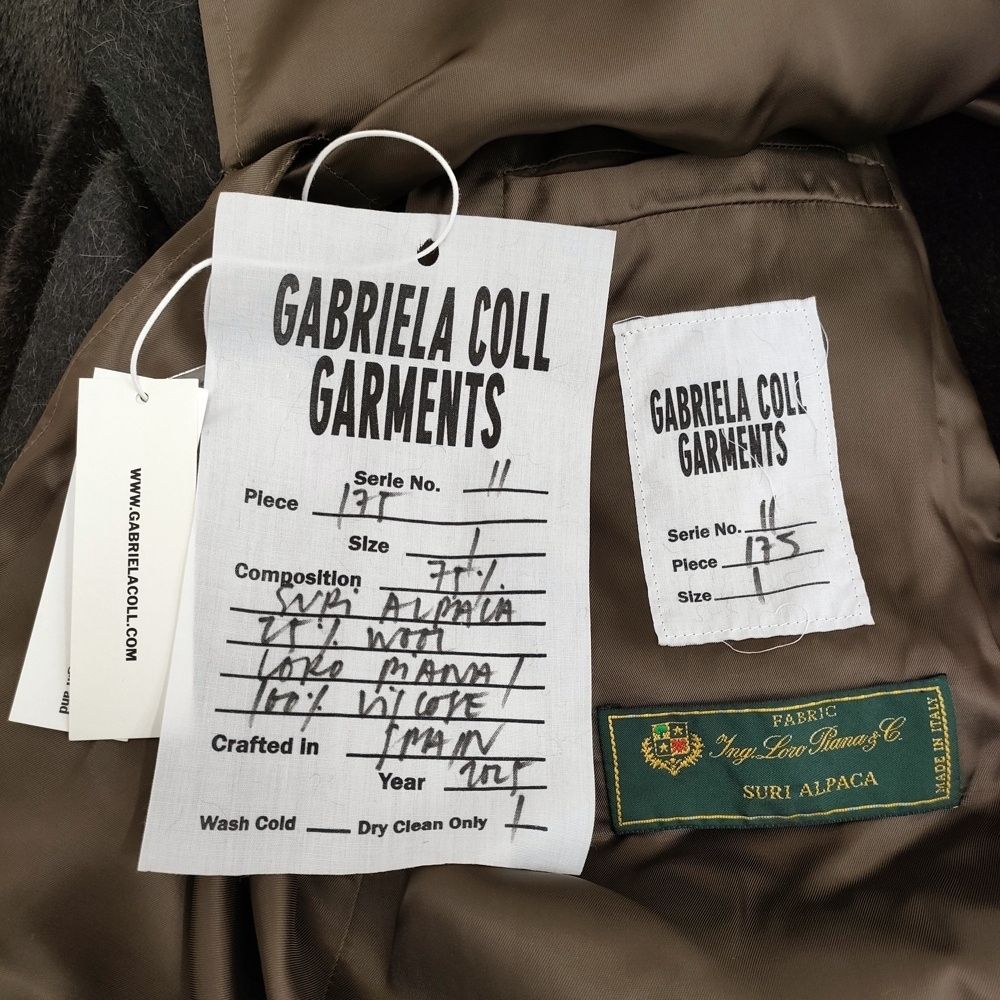 GABRIELA COLL
GARMENTS
Serie No. 11
Piece 175
Size 1
Composition 75%
SURI ALPACA
25% WOOL
LORO PIANA /
100% VISCOSE
Crafted in SPAIN
Year 2025
Wash Cold
Dry Clean Only /
WWW.GABRIELACOLL.COM
and
GABRIELA COLL
GARMENTS
Serie No. 11
Piece 175
Size 1
FABRIC
Ing. Loro Piana & C.
SURI ALPACA
MADE IN ITALY